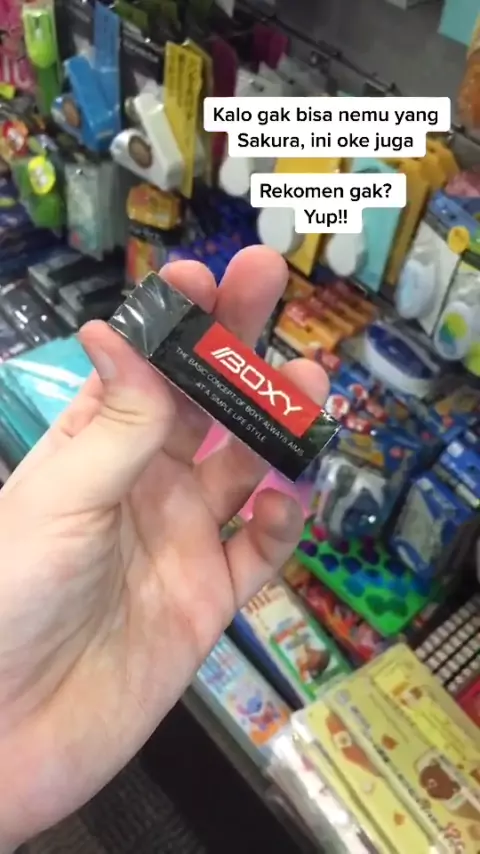 Kalo gak bisa nemu yang
Sakura, ini oke juga
Rekomen gak?
Yup!!
BOXY
THE BASIC CONCEPT OF BOXY ALWAYS AIMS
AT A SIMPLE LIFE STYLE